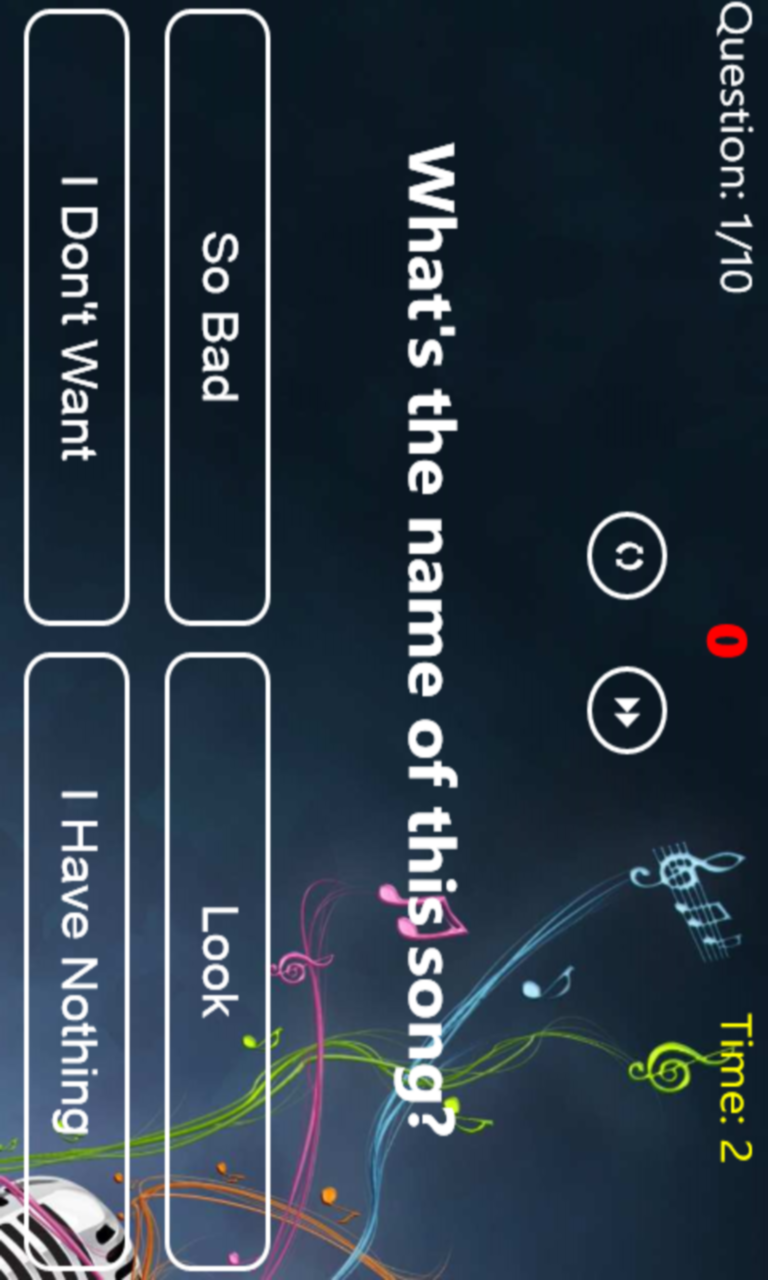 Question: 1/10
0
Time: 2
What's the name of this song?
So Bad
Look
I Don't Want
I Have Nothing